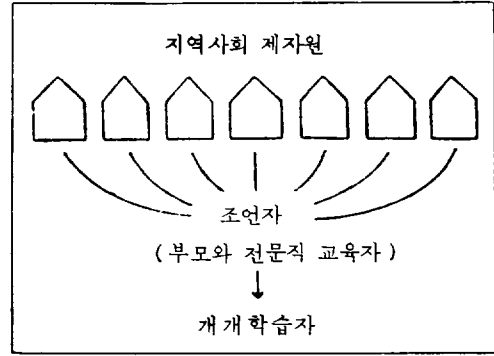 지역사회 제자원
조언자
(부모와 전문직 교육자)
개개학습자